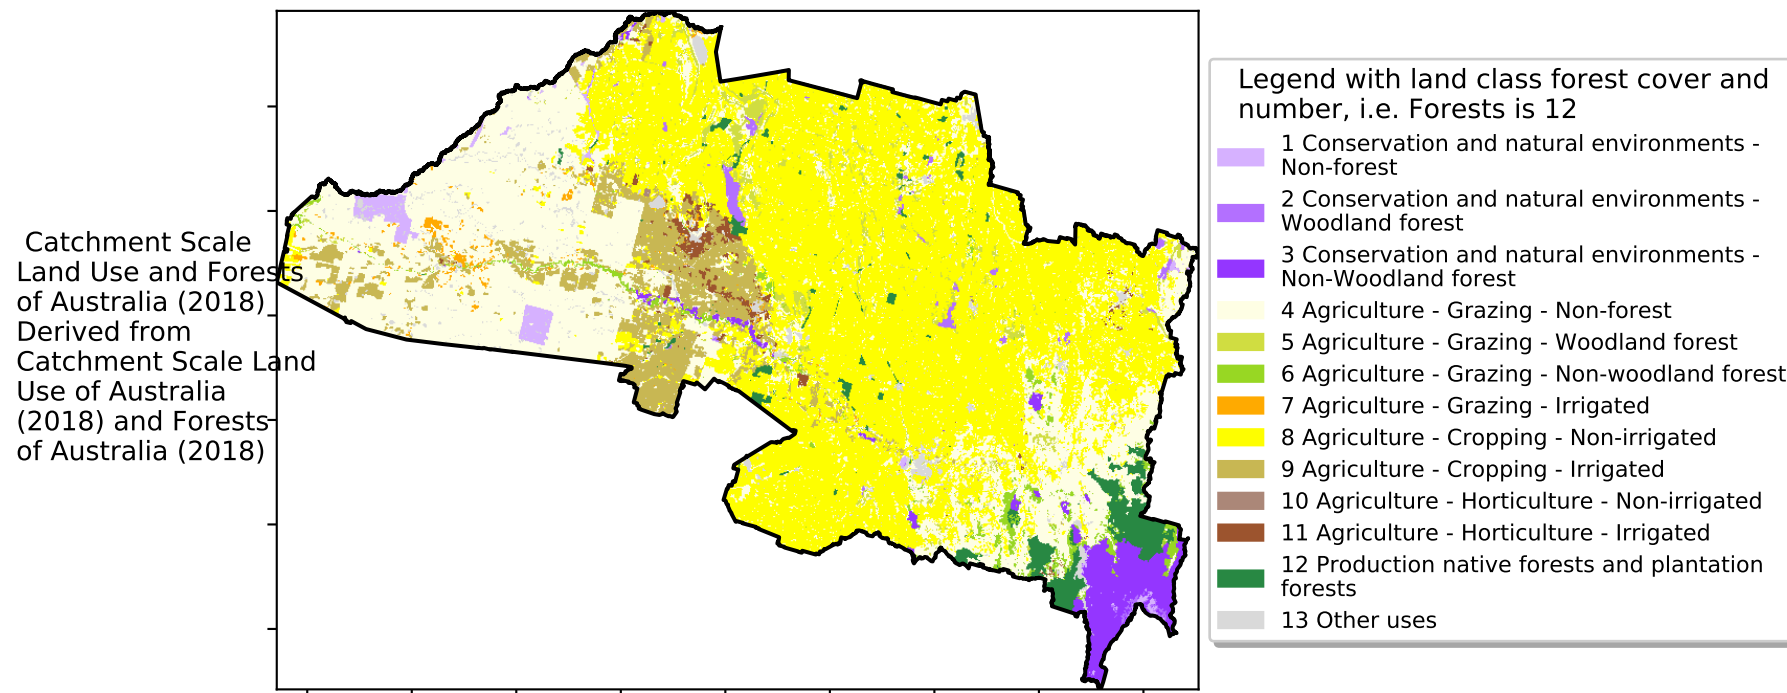 Catchment Scale
Land Use and Forests
of Australia (2018)
Derived from
Catchment Scale Land
Use of Australia
(2018) and Forests
of Australia (2018)
Legend with land class forest cover and
number, i.e. Forests is 12
1 Conservation and natural environments -
Non-forest
2 Conservation and natural environments -
Woodland forest
3 Conservation and natural environments -
Non-Woodland forest
4 Agriculture - Grazing - Non-forest
5 Agriculture - Grazing - Woodland forest
6 Agriculture - Grazing - Non-woodland forest
7 Agriculture - Grazing - Irrigated
8 Agriculture - Cropping - Non-irrigated
9 Agriculture - Cropping - Irrigated
10 Agriculture - Horticulture - Non-irrigated
11 Agriculture - Horticulture - Irrigated
12 Production native forests and plantation
forests
13 Other uses